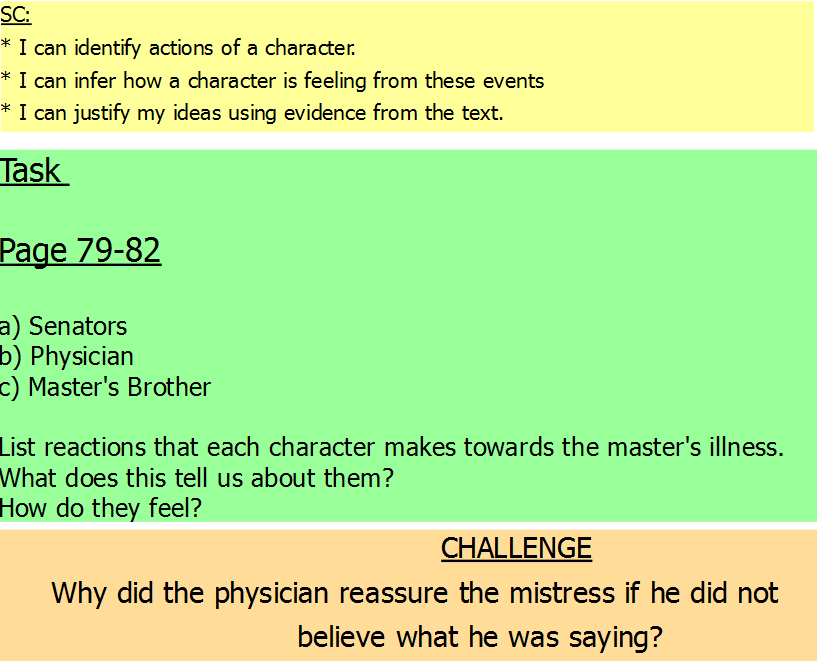 SC:
* I can identify actions of a character.
* I can infer how a character is feeling from these events
* I can justify my ideas using evidence from the text.
Task
Page 79-82
a) Senators
b) Physician
c) Master's Brother
List reactions that each character makes towards the master's illness.
What does this tell us about them?
How do they feel?
CHALLENGE
Why did the physician reassure the mistress if he did not
believe what he was saying?